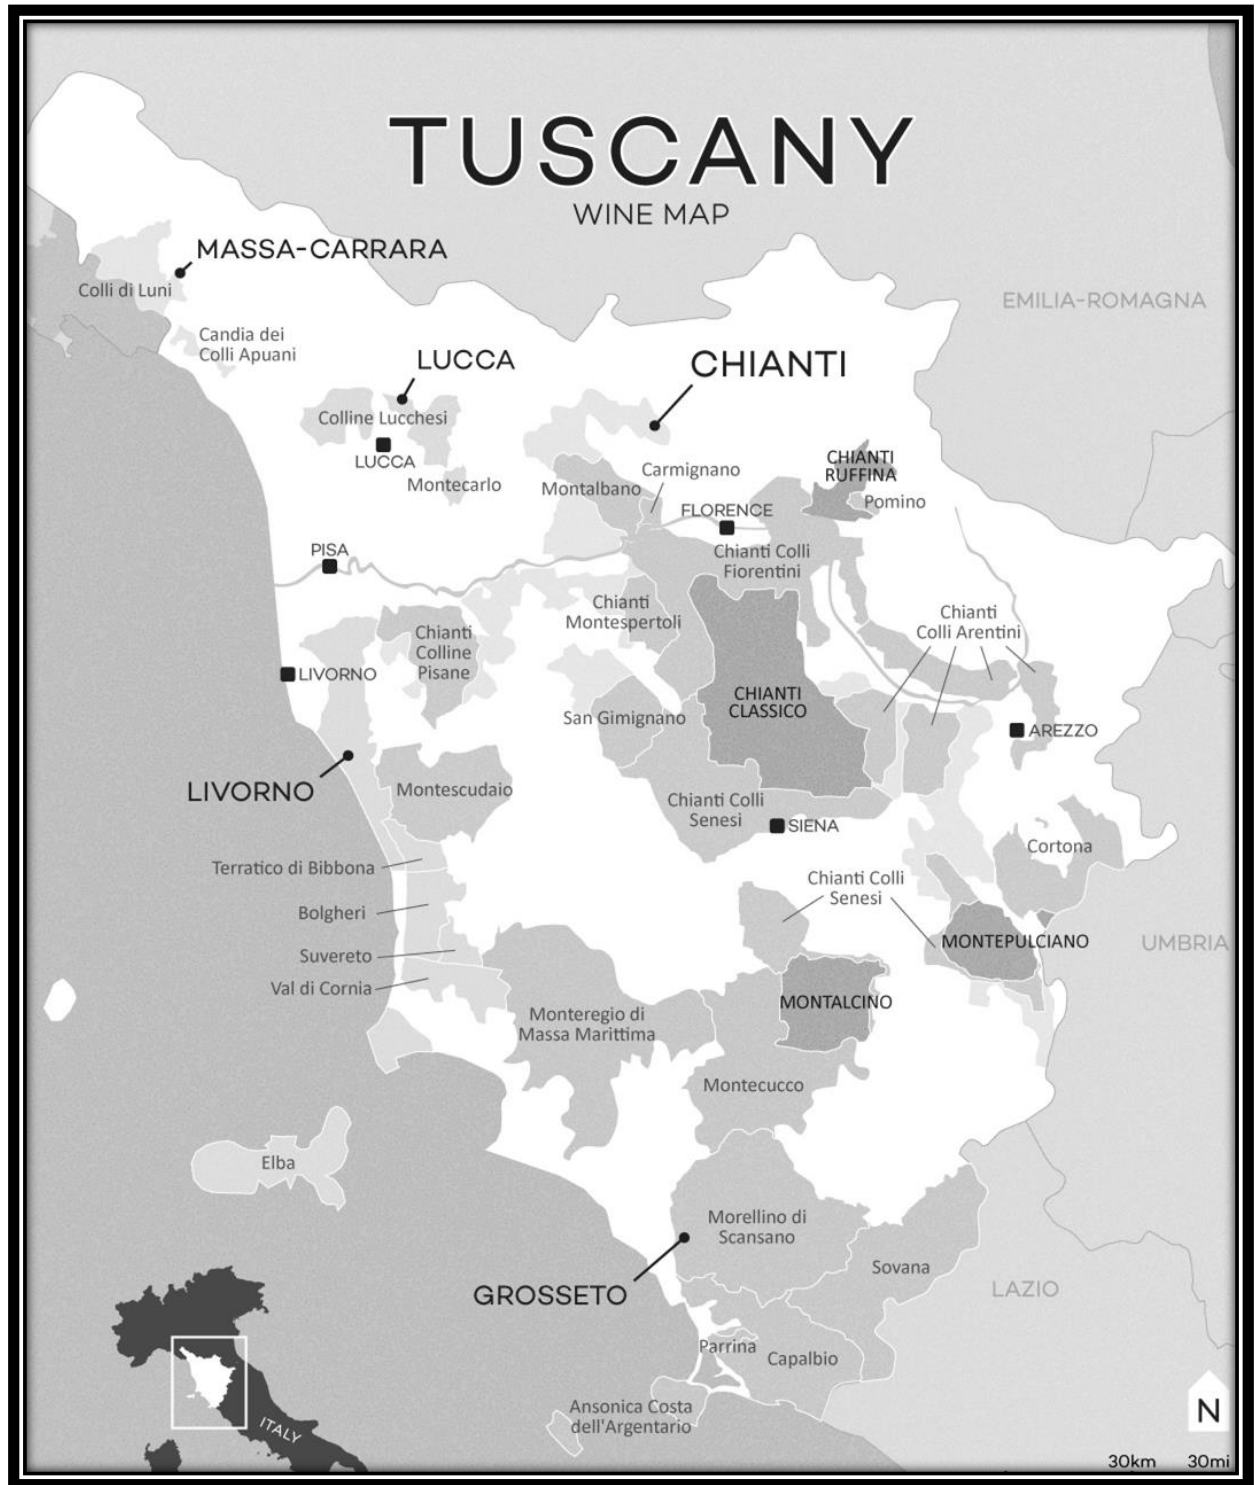 TUSCANY
WINE MAP
MASSA-CARRARA
Colli di Luni
EMILIA-ROMAGNA
Candia dei
Colli Apuani
LUCCA
CHIANTI
Colline Lucchesi
LUCCA
Montecarlo
CHIANTI
RUFFINA
Carmignano
Montalbano
Pomino
FLORENCE
PISA
Chianti Colli
Fiorentini
Chianti
Montespertoli
Chianti
Colli Arentini
Chianti
Colline
Pisane
LIVORNO
CHIANTI
CLASSICO
San Gimignano
AREZZO
LIVORNO
Montescudaio
Chianti Colli
Senesi
SIENA
Cortona
Terratico di Bibbona
Chianti Colli
Senesi
Bolgheri
MONTEPULCIANO
UMBRIA
Suvereto
Val di Cornia
MONTALCINO
Monteregio di
Massa Marittima
Montecucco
Elba
Morellino di
Scansano
Sovana
GROSSETO
LAZIO
Parrina
Capalbio
Ansonica Costa
dell'Argentario
ITALY
N
30km 30mi